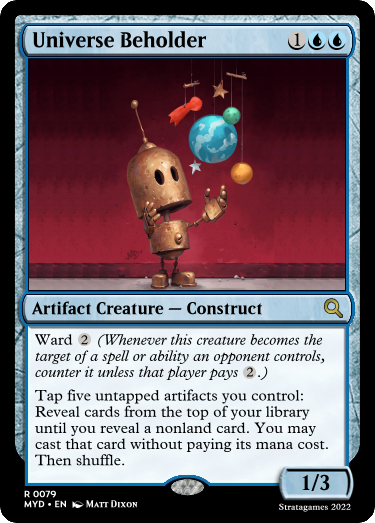 Universe Beholder 1
Artifact Creature — Construct
Ward 2 (Whenever this creature becomes the
target of a spell or ability an opponent controls,
counter it unless that player pays 2.)
Tap five untapped artifacts you control:
Reveal cards from the top of your library
until you reveal a nonland card. You may
cast that card without paying its mana cost.
Then shuffle.
1/3
R 0079
MYD • EN Matt Dixon
Stratagames 2022